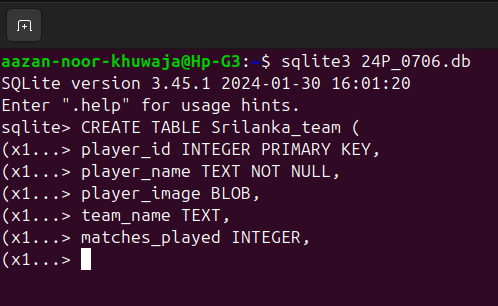 aazan-noor-khuwaja@Hp-G3:~$ sqlite3 24P_0706.db
SQLite version 3.45.1 2024-01-30 16:01:20
Enter ".help" for usage hints.
sqlite> CREATE TABLE Srilanka_team (
(x1...> player_id INTEGER PRIMARY KEY,
(x1...> player_name TEXT NOT NULL,
(x1...> player_image BLOB,
(x1...> team_name TEXT,
(x1...> matches_played INTEGER,
(x1...>